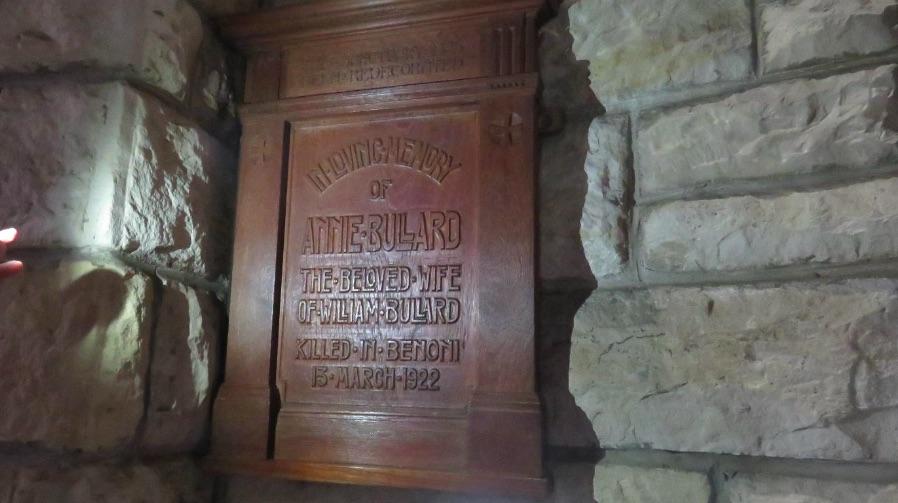 IN·LOVING·MEMORY
OF
ANNIE·BULLARD
THE·BELOVED·WIFE
OF·WILLIAM·BULLARD
KILLED·IN·BENONI
15·MARCH·1922